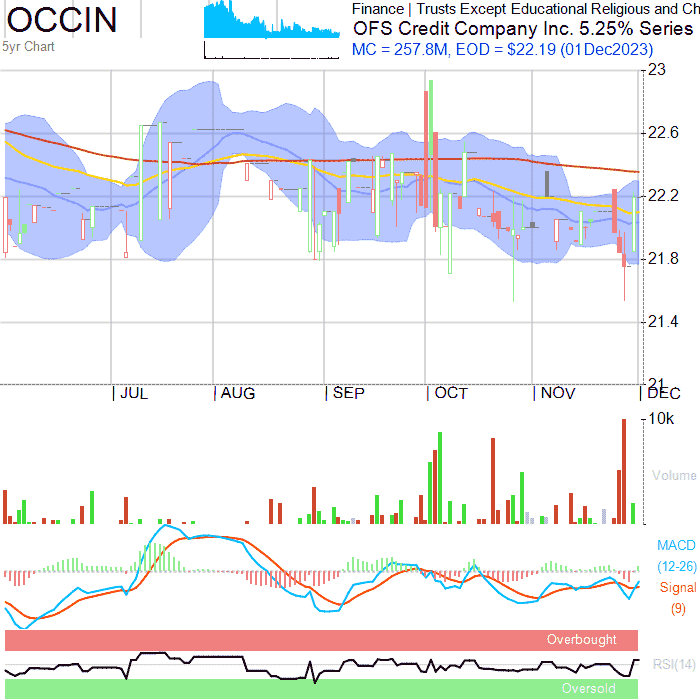 OCCIN
5yr Chart
Finance | Trusts Except Educational Religious and Ch
OFS Credit Company Inc. 5.25% Series
MC = 257.8M, EOD = $22.19 (01Dec2023)
23
22.6
22.2
21.8
21.4
21
| JUL | AUG | SEP | OCT | NOV | DEC
10k
Volume
MACD
(12-26)
Signal
(9)
Overbought
RSI(14)
Oversold